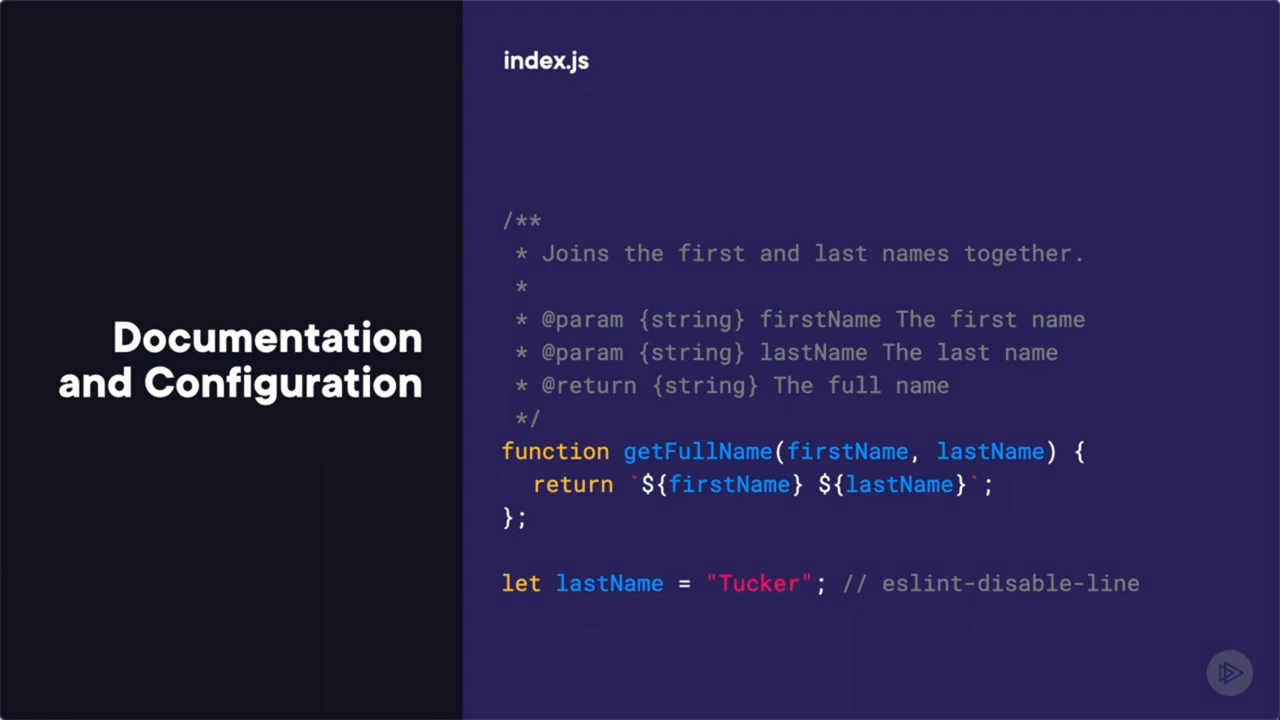 Documentation
and Configuration
index.js
/**
 * Joins the first and last names together.
 *
 * @param {string} firstName The first name
 * @param {string} lastName The last name
 * @return {string} The full name
 */
function getFullName(firstName, lastName) {
  return `${firstName} ${lastName}`;
};
let lastName = "Tucker"; // eslint-disable-line